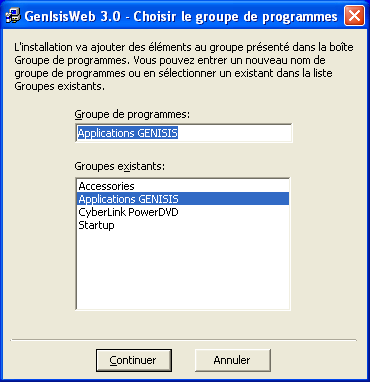 GenIsisWeb 3.0 - Choisir le groupe de programmes
L'installation va ajouter des éléments au groupe présenté dans la boîte
Groupe de programmes. Vous pouvez entrer un nouveau nom de
groupe de programmes ou en sélectionner un existant dans la liste
Groupes existants.
Groupe de programmes:
Applications GENISIS
Groupes existants:
Accessories
Applications GENISIS
CyberLink PowerDVD
Startup
Continuer
Annuler